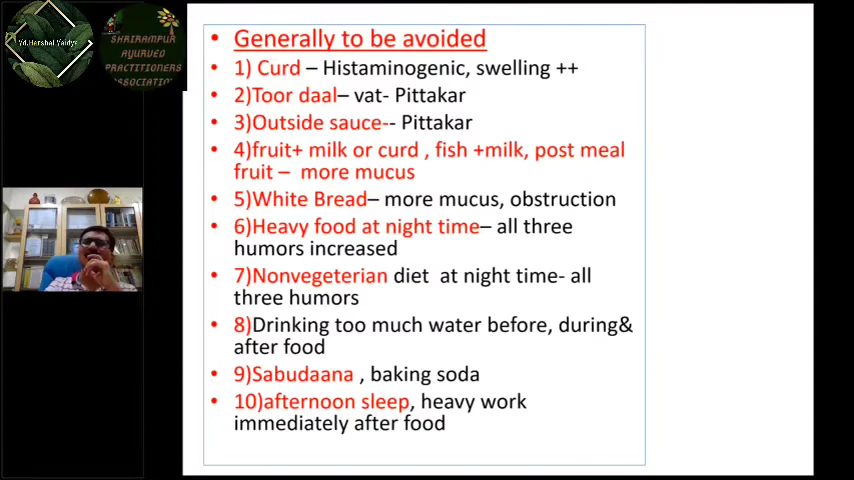 Vd.Harshal Vaidya
SHRIRAMPUR
AYURVED
PRACTITIONERS
ASSOCIATION
• Generally to be avoided
• 1) Curd – Histaminogenic, swelling ++
• 2)Toor daal– vat- Pittakar
• 3)Outside sauce-- Pittakar
• 4)fruit+ milk or curd , fish +milk, post meal
fruit – more mucus
• 5)White Bread– more mucus, obstruction
• 6)Heavy food at night time– all three
humors increased
• 7)Nonvegeterian diet at night time- all
three humors
• 8)Drinking too much water before, during&
after food
• 9)Sabudaana , baking soda
• 10)afternoon sleep, heavy work
immediately after food